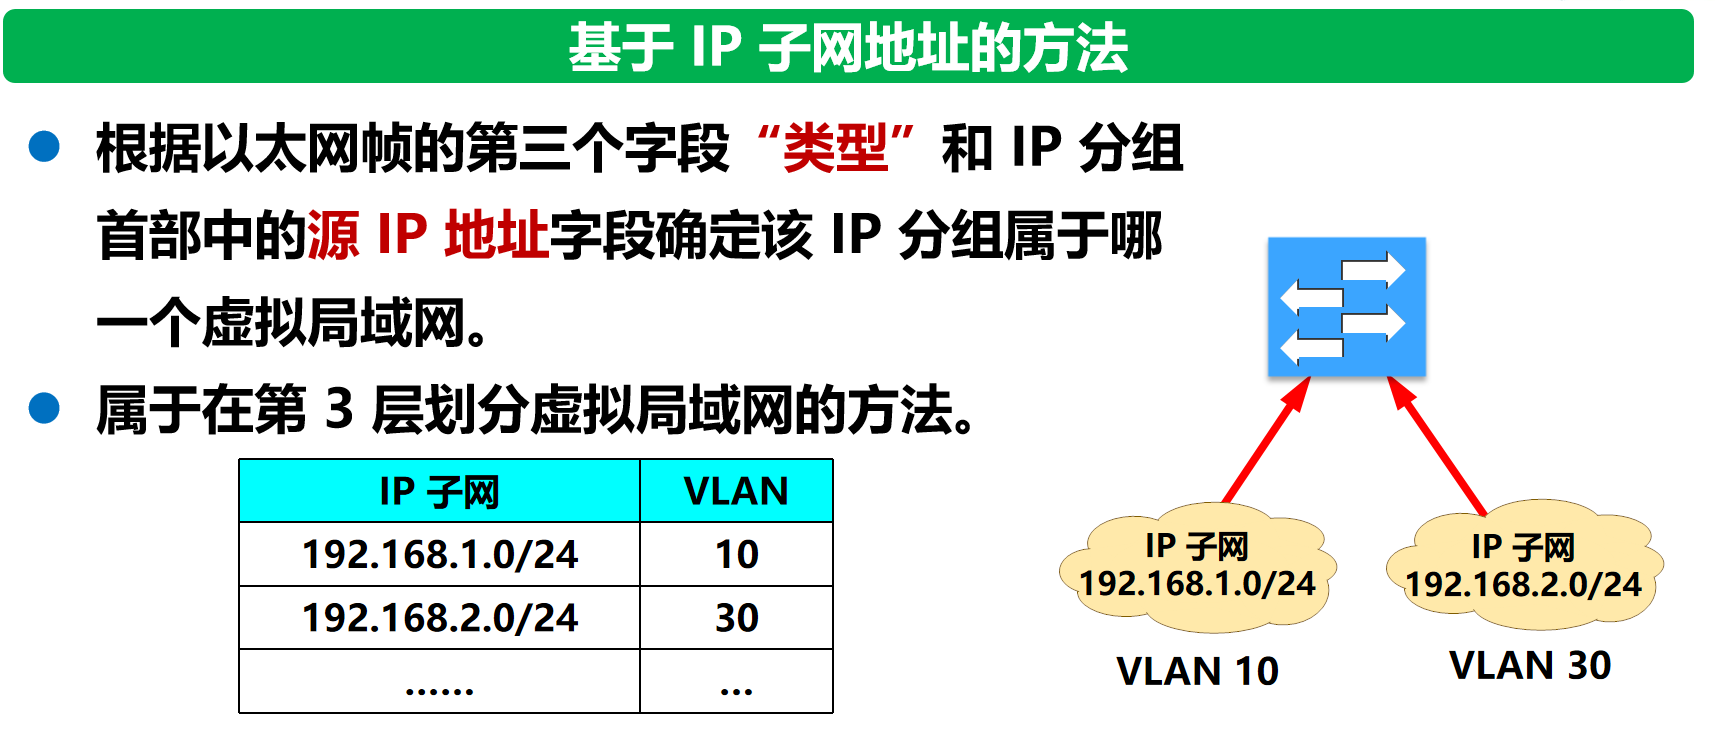 基于 IP 子网地址的方法
根据以太网帧的第三个字段“类型”和 IP 分组
首部中的源 IP 地址字段确定该 IP 分组属于哪
一个虚拟局域网。
属于在第 3 层划分虚拟局域网的方法。
IP 子网 VLAN
192.168.1.0/24 10
192.168.2.0/24 30
...... ...
IP 子网
192.168.1.0/24
VLAN 10
IP 子网
192.168.2.0/24
VLAN 30